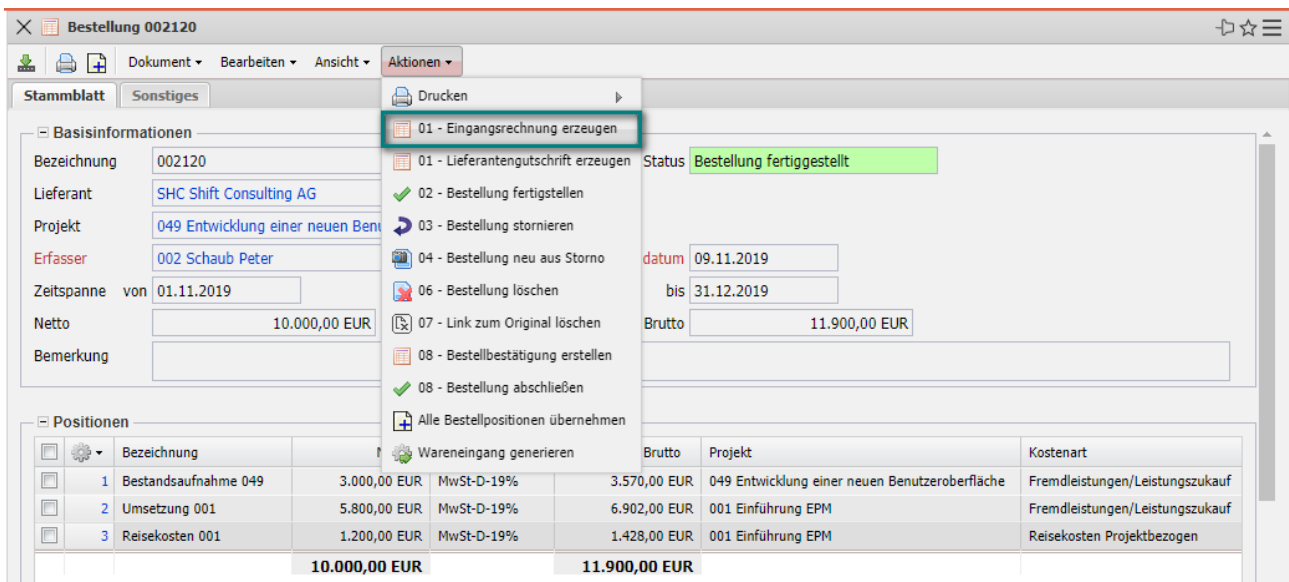 Bestellung 002120
Dokument Bearbeiten Ansicht Aktionen
Stammblatt Sonstiges
Drucken
01 - Eingangsrechnung erzeugen
01 - Lieferantengutschrift erzeugen
02 - Bestellung fertigstellen
03 - Bestellung stornieren
04 - Bestellung neu aus Storno
06 - Bestellung löschen
07 - Link zum Original löschen
08 - Bestellbestätigung erstellen
08 - Bestellung abschließen
Alle Bestellpositionen übernehmen
Wareneingang generieren
Basisinformationen
Bezeichnung 002120 Status Bestellung fertiggestellt
Lieferant SHC Shift Consulting AG
Projekt 049 Entwicklung einer neuen Ben
Erfasser 002 Schaub Peter datum 09.11.2019
Zeitspanne von 01.11.2019 bis 31.12.2019
Netto 10.000,00 EUR Brutto 11.900,00 EUR
Bemerkung
Positionen
Bezeichnung N Brutto Projekt Kostenart
1 Bestandsaufnahme 049 3.000,00 EUR MwSt-D-19% 3.570,00 EUR 049 Entwicklung einer neuen Benutzeroberfläche Fremdleistungen/Leistungszukauf
2 Umsetzung 001 5.800,00 EUR MwSt-D-19% 6.902,00 EUR 001 Einführung EPM Fremdleistungen/Leistungszukauf
3 Reisekosten 001 1.200,00 EUR MwSt-D-19% 1.428,00 EUR 001 Einführung EPM Reisekosten Projektbezogen
10.000,00 EUR 11.900,00 EUR